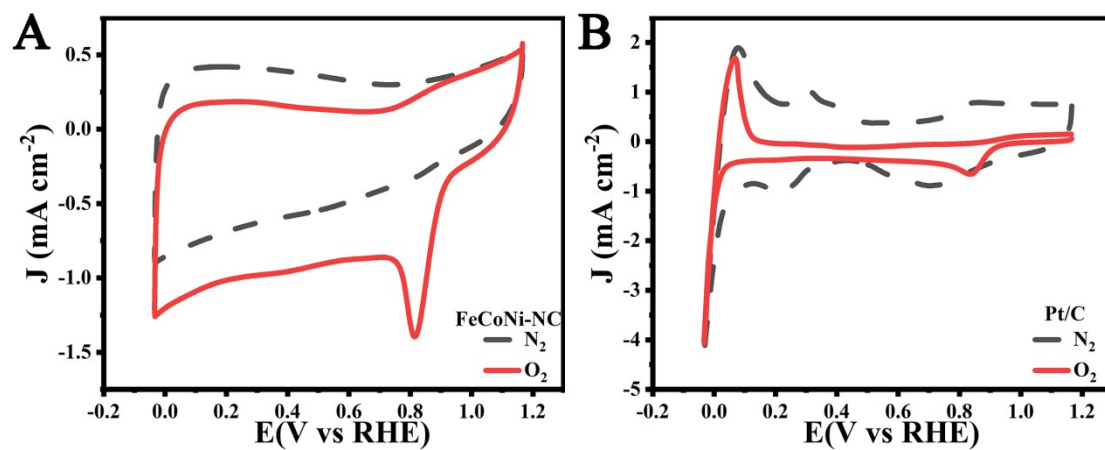 A
J (mA cm-2)
0.5
0.0
-0.5
-1.0
-1.5
-0.2 0.0 0.2 0.4 0.6 0.8 1.0 1.2
E(V vs RHE)
FeCoNi-NC
N2
O2
B
J (mA cm-2)
2
1
0
-1
-2
-3
-4
-5
-0.2 0.0 0.2 0.4 0.6 0.8 1.0 1.2
E(V vs RHE)
Pt/C
N2
O2